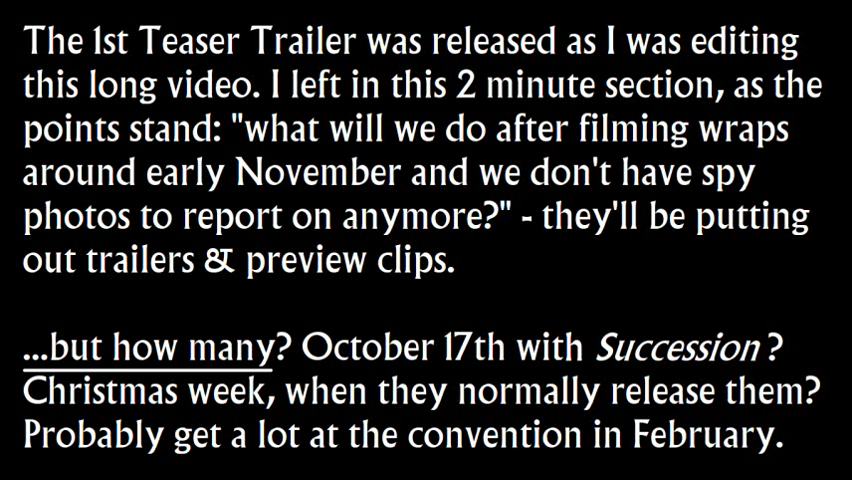 The 1st Teaser Trailer was released as I was editing
this long video. I left in this 2 minute section, as the
points stand: "what will we do after filming wraps
around early November and we don't have spy
photos to report on anymore?" - they'll be putting
out trailers & preview clips.
...but how many? October 17th with Succession?
Christmas week, when they normally release them?
Probably get a lot at the convention in February.